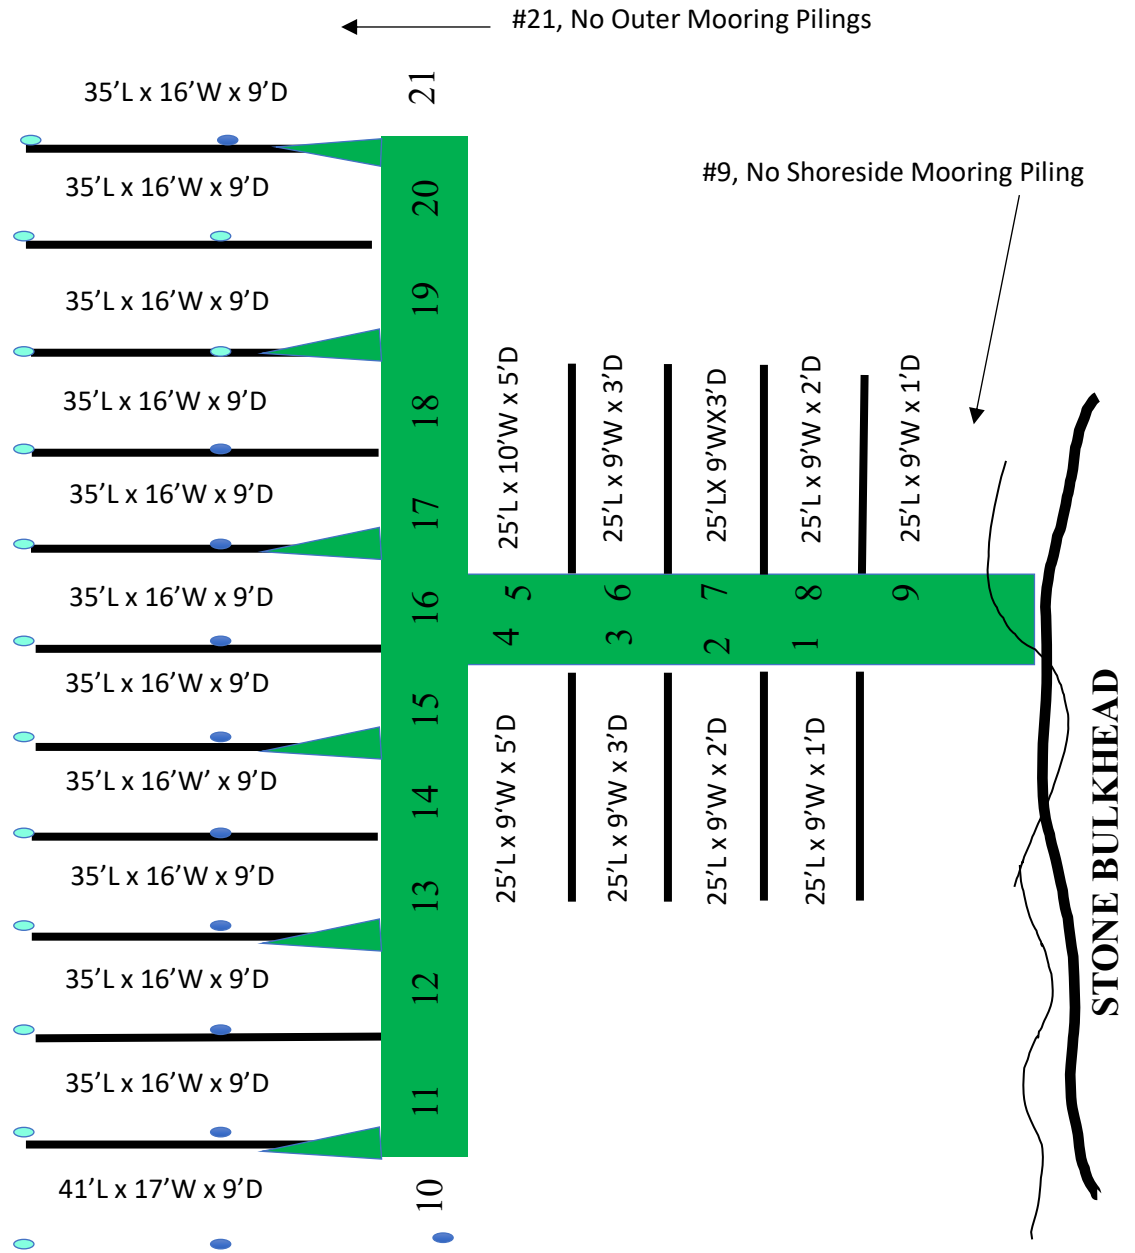 #21, No Outer Mooring Pilings
35’L x 16’W x 9’D
21
#9, No Shoreside Mooring Piling
35’L x 16’W x 9’D
20
35’L x 16’W x 9’D
19
35’L x 16’W x 9’D
18
35’L x 16’W x 9’D
17
35’L x 16’W x 9’D
16
35’L x 16’W x 9’D
15
35’L x 16’W’ x 9’D
14
35’L x 16’W x 9’D
13
35’L x 16’W x 9’D
12
35’L x 16’W x 9’D
11
41’L x 17’W x 9’D
10
25’L x 10’W x 5’D
25’L x 9’W x 3’D
25’LX 9’WX3’D
25’L x 9’W x 2’D
25’L x 9’W x 1’D
5
6
7
8
9
4
3
2
1
25’L x 9‘W x 5’D
25’L x 9’W x 3’D
25’L x 9’W x 2’D
25’L x 9’W x 1’D
STONE BULKHEAD